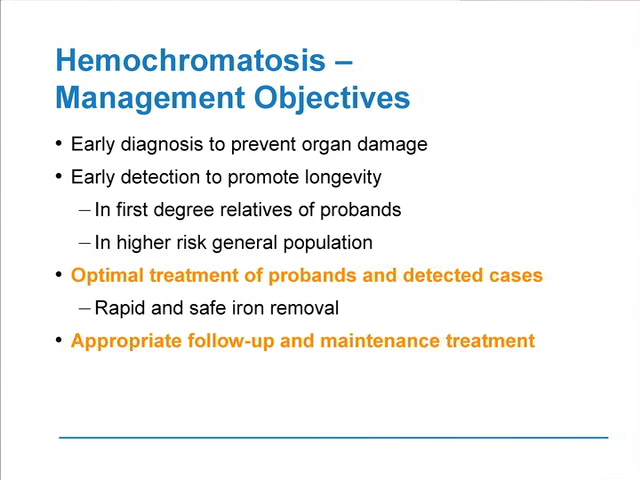 Hemochromatosis –
Management Objectives
• Early diagnosis to prevent organ damage
• Early detection to promote longevity
– In first degree relatives of probands
– In higher risk general population
• Optimal treatment of probands and detected cases
– Rapid and safe iron removal
• Appropriate follow-up and maintenance treatment